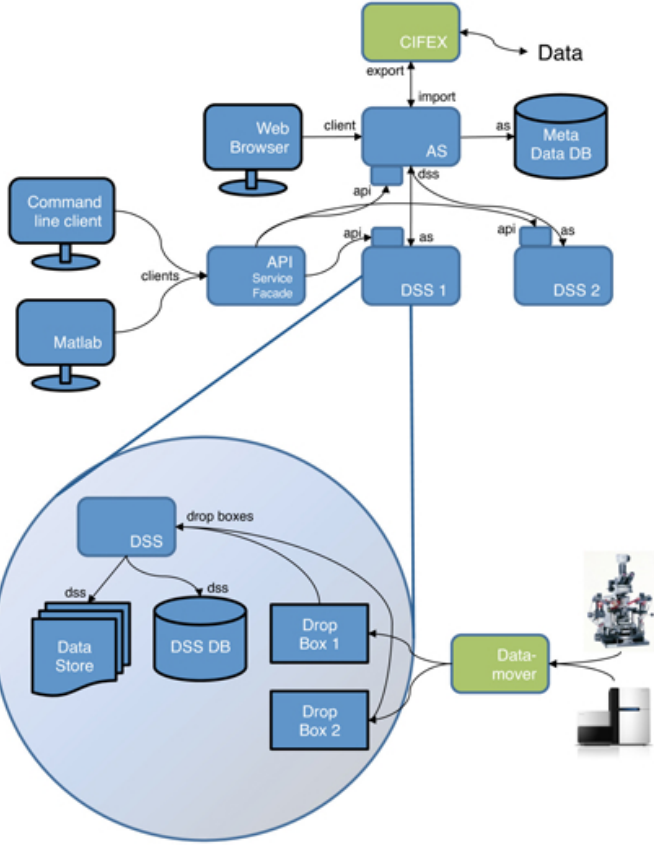 CIFEX
Data
export
import
Web
Browser
client
AS
as
Meta
Data DB
dss
api
Command
line client
clients
API
Service
Facade
api
as
DSS 1
api
as
DSS 2
Matlab
drop boxes
DSS
dss
dss
Data
Store
DSS DB
Drop
Box 1
Drop
Box 2
Data-
mover